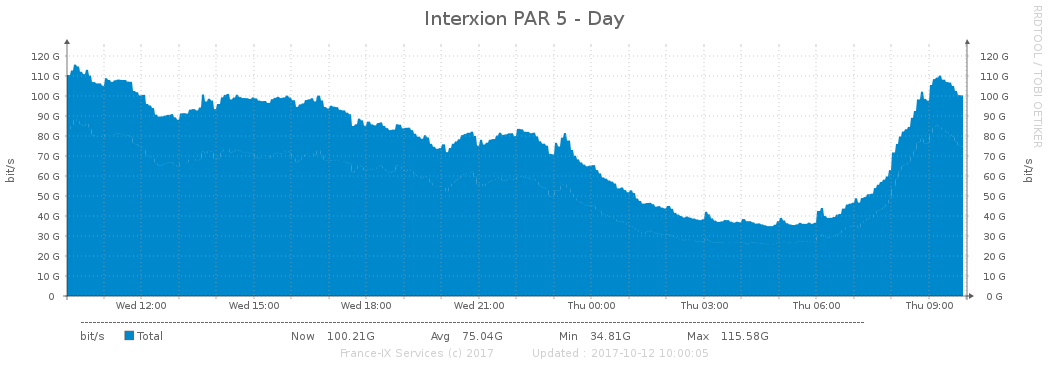 Interxion PAR 5 - Day
RRDTOOL / TOBI OETIKER
bit/s
120 G
110 G
100 G
90 G
80 G
70 G
60 G
50 G
40 G
30 G
20 G
10 G
0
120 G
110 G
100 G
90 G
80 G
70 G
60 G
50 G
40 G
30 G
20 G
10 G
0 G
bit/s
Wed 12:00 Wed 15:00 Wed 18:00 Wed 21:00 Thu 00:00 Thu 03:00 Thu 06:00 Thu 09:00
bit/s Total Now 100.21G Avg 75.04G Min 34.81G Max 115.58G
France-IX Services (c) 2017 Updated : 2017-10-12 10:00:05